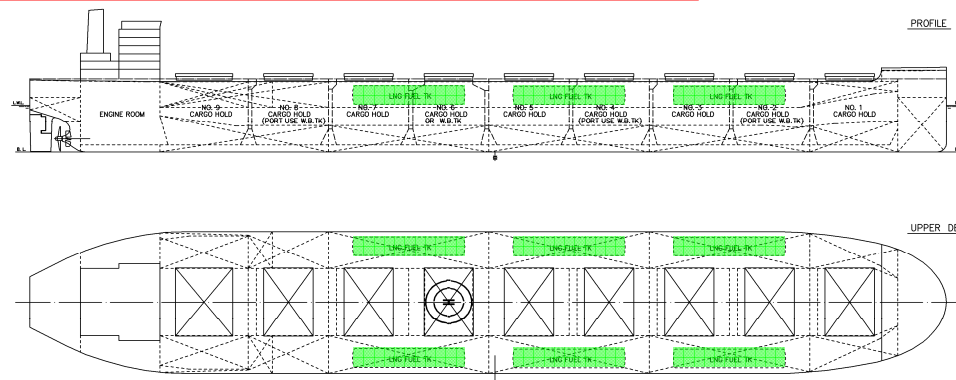 PROFILE
LNG FUEL TK
LNG FUEL TK
LNG FUEL TK
L.WL.
ENGINE ROOM
NO. 9
CARGO HOLD
NO. 8
CARGO HOLD
(PORT USE W.B.TK)
NO. 7
CARGO HOLD
NO. 6
CARGO HOLD
OR W.B.TK
NO. 5
CARGO HOLD
NO. 4
CARGO HOLD
(PORT USE W.B.TK)
NO. 3
CARGO HOLD
NO. 2
CARGO HOLD
(PORT USE W.B.TK)
NO. 1
CARGO HOLD
B. L.
UPPER DE
LNG FUEL TK
LNG FUEL TK
LNG FUEL TK
LNG FUEL TK
LNG FUEL TK
LNG FUEL TK